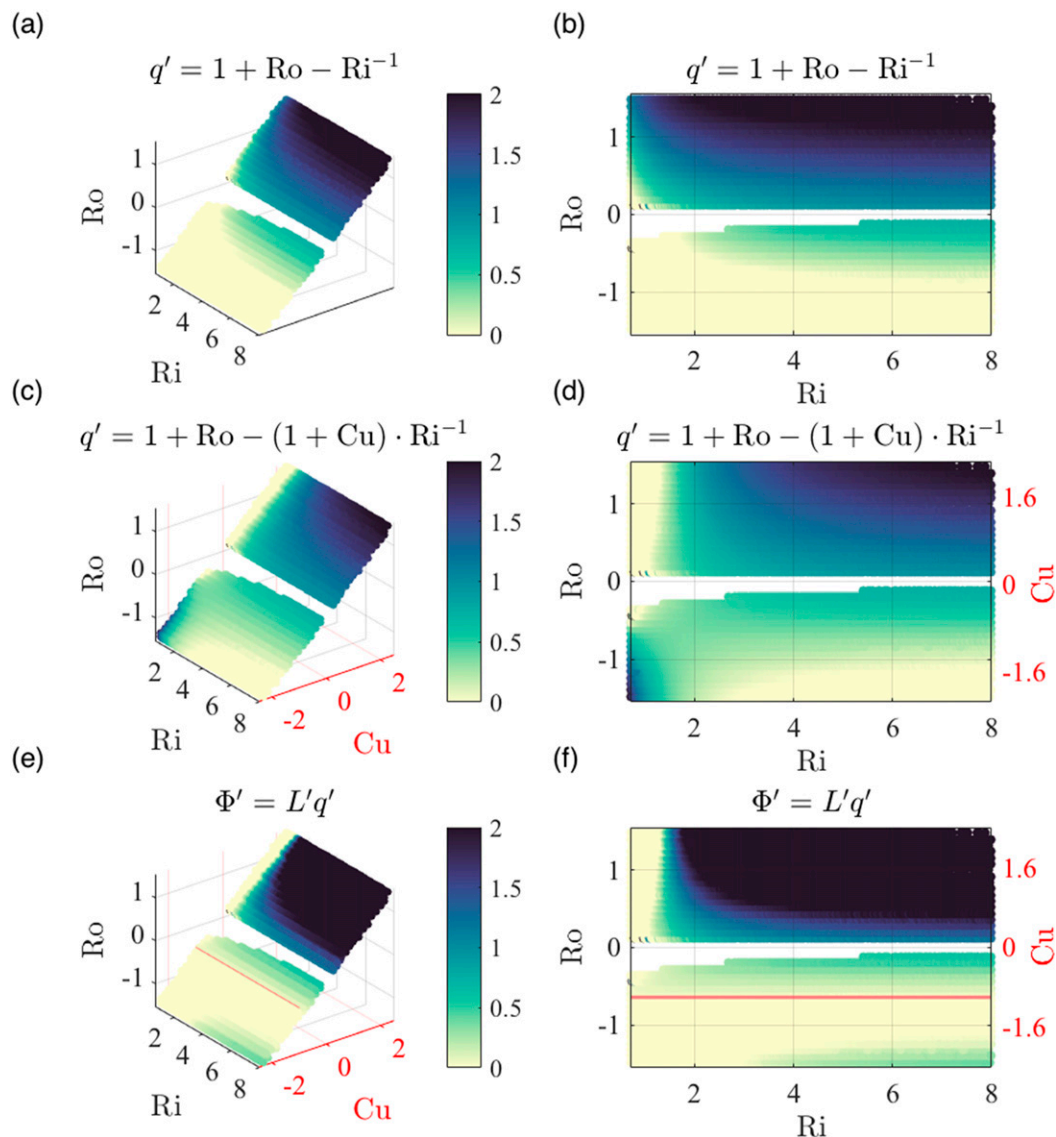 (a)
q′ = 1 + Ro − Ri⁻¹
Ro
1
0
-1
2
4
6
8
Ri
2
1.5
1
0.5
0
(b)
q′ = 1 + Ro − Ri⁻¹
Ro
1
0
-1
2
4
6
8
Ri
(c)
q′ = 1 + Ro − (1 + Cu) · Ri⁻¹
Ro
1
0
-1
2
4
6
8
Ri
-2
0
2
Cu
2
1.5
1
0.5
0
(d)
q′ = 1 + Ro − (1 + Cu) · Ri⁻¹
Ro
1
0
-1
2
4
6
8
Ri
1.6
0
-1.6
Cu
(e)
Φ′ = L′q′
Ro
1
0
-1
2
4
6
8
Ri
-2
0
2
Cu
2
1.5
1
0.5
0
(f)
Φ′ = L′q′
Ro
1
0
-1
2
4
6
8
Ri
1.6
0
-1.6
Cu